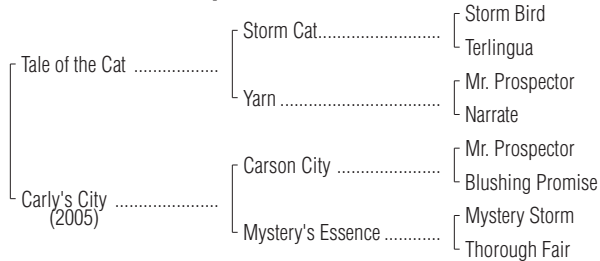 Storm Bird
Storm Cat........................
Terlingua
Tale of the Cat .................
Mr. Prospector
Yarn ................................
Narrate
Mr. Prospector
Carson City .....................
Blushing Promise
Carly's City .....................
(2005)
Mystery Storm
Mystery's Essence ...........
Thorough Fair